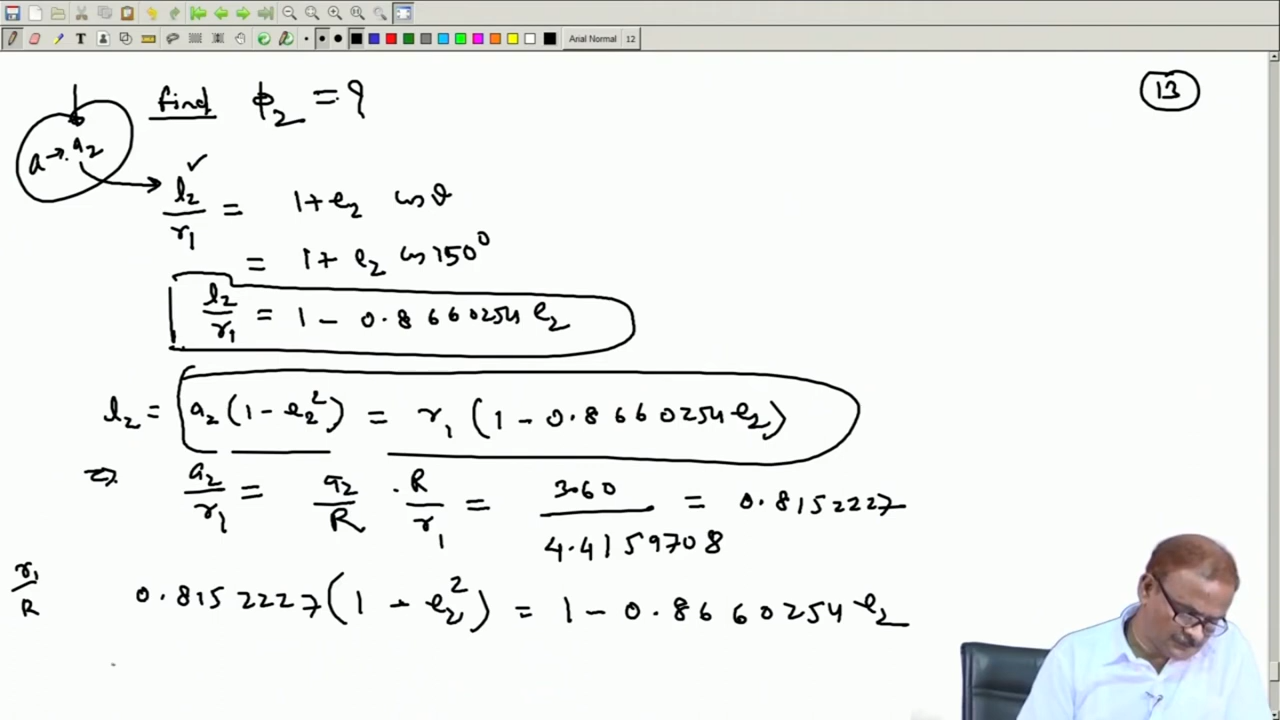 Arial Normal 12
find ϕ₂ = ?
13
a → a₂
l₂/r₁ = 1 + e₂ cos θ
= 1 + e₂ cos 150°
l₂/r₁ = 1 - 0.8660254 e₂
l₂ = a₂(1 - e₂²) = r₁(1 - 0.8660254 e₂)
⇒ a₂/r₁ = a₂/R · R/r₁ = 3.60/4.4159708 = 0.8152227
r₁/R
0.8152227(1 - e₂²) = 1 - 0.8660254 e₂